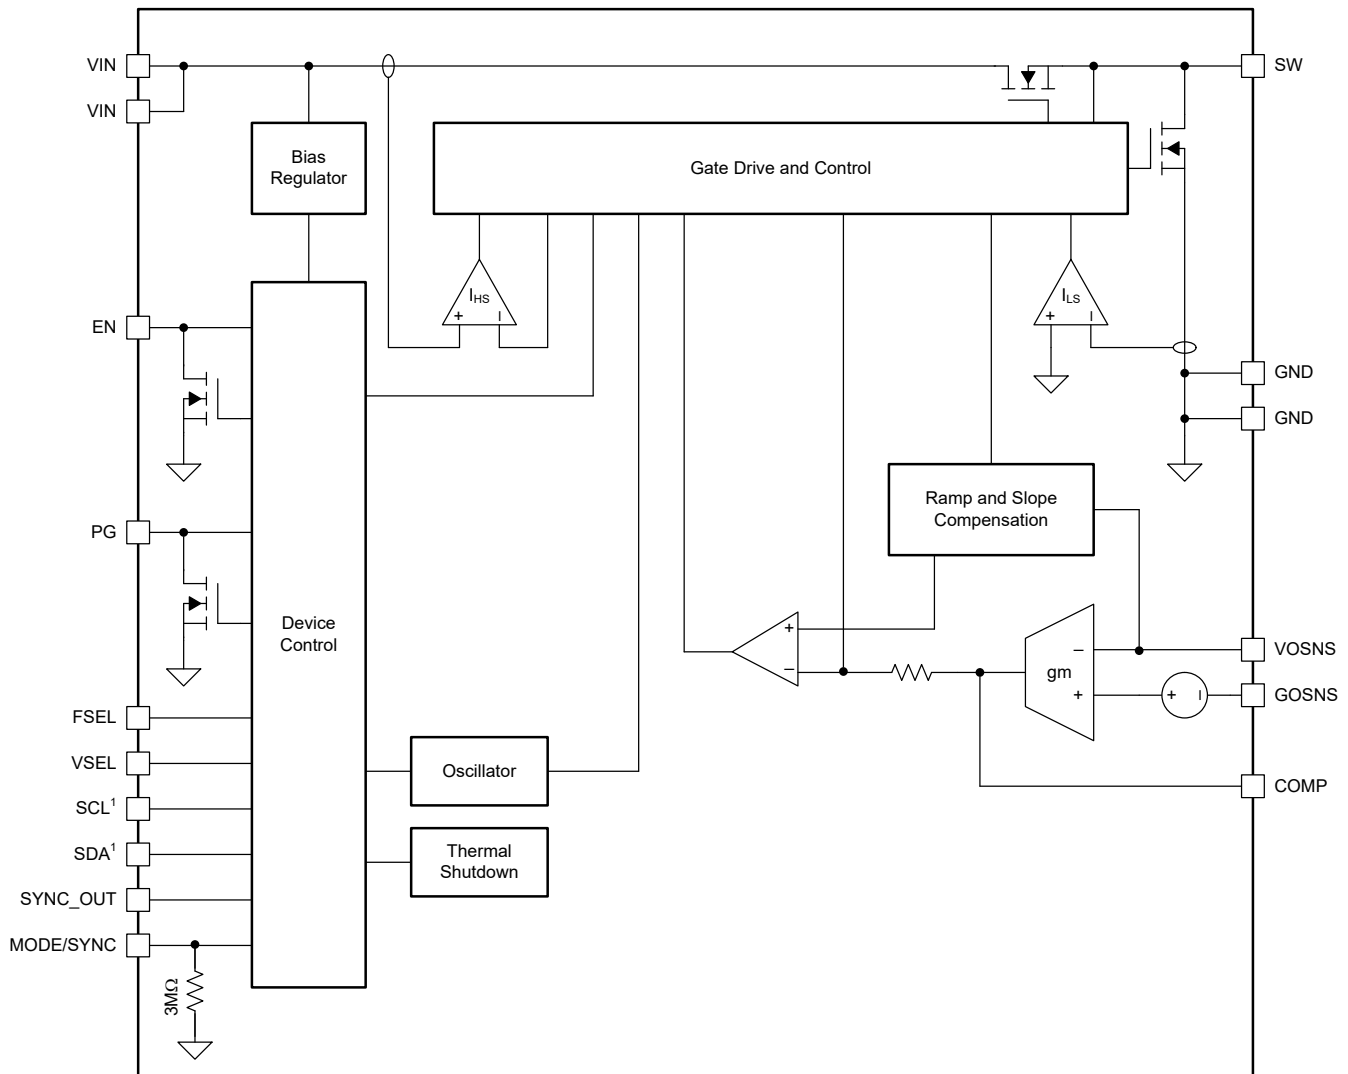 VIN
SW
VIN
Bias
Regulator
Gate Drive and Control
I_HS
+ −
I_LS
+ −
EN
GND
GND
Ramp and Slope
Compensation
PG
Device
Control
+
−
gm
−
+
+ −
VOSNS
GOSNS
FSEL
VSEL
Oscillator
COMP
SCL¹
SDA¹
Thermal
Shutdown
SYNC_OUT
MODE/SYNC
3MΩ